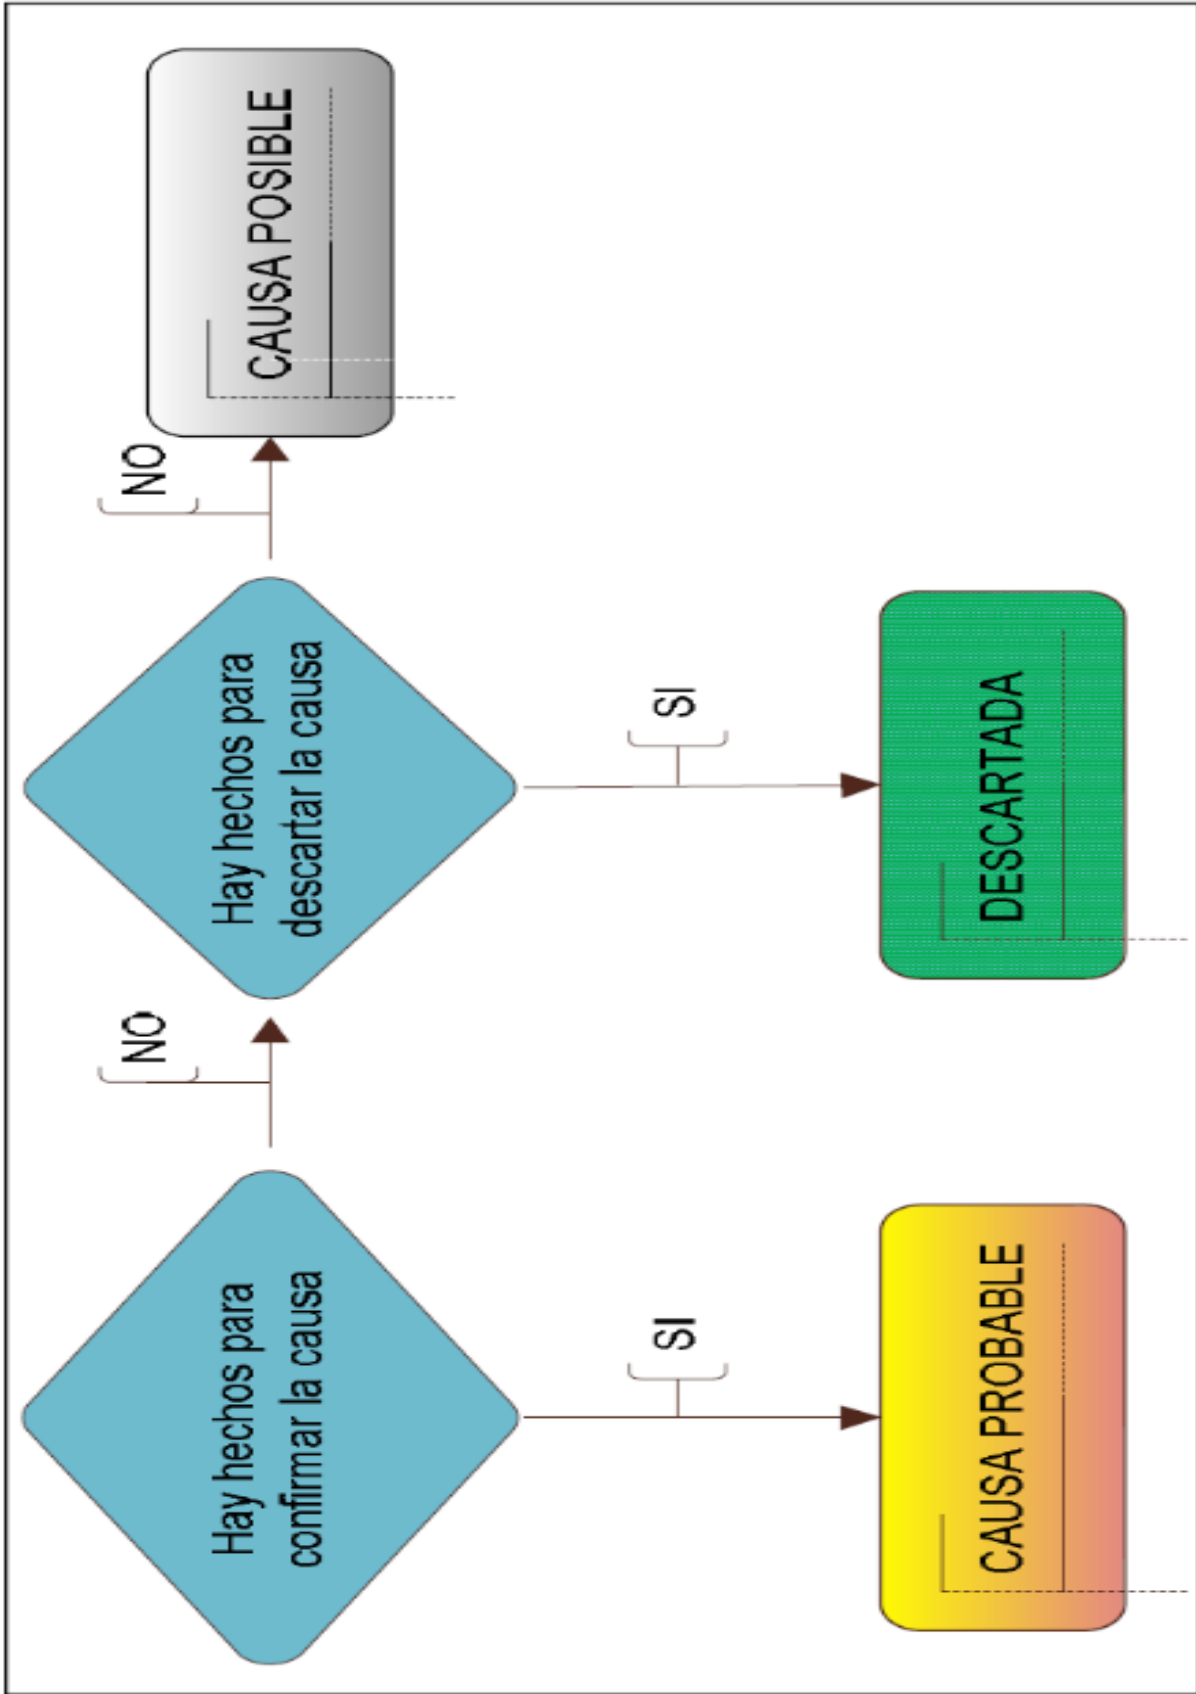 Hay hechos para
confirmar la causa
NO
Hay hechos para
descartar la causa
NO
CAUSA POSIBLE
SI
SI
CAUSA PROBABLE
DESCARTADA